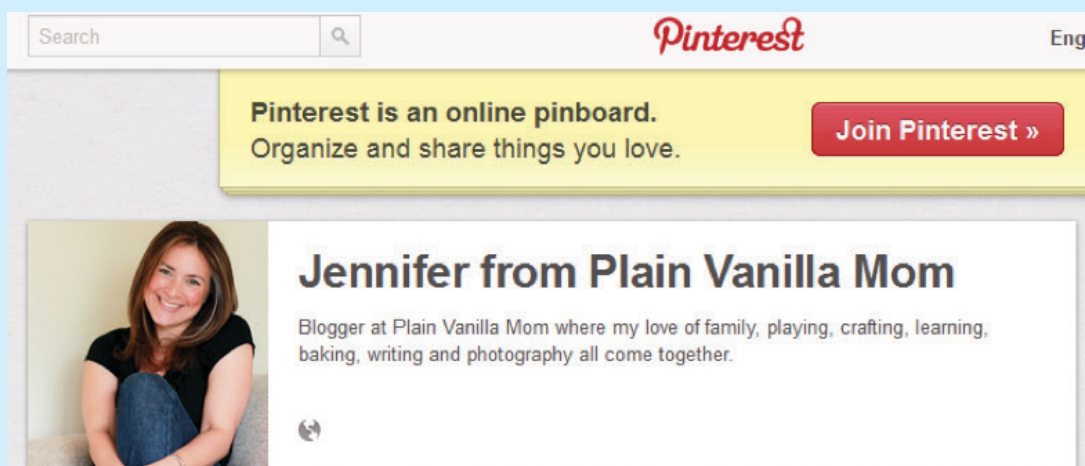 Search
Pinterest
Eng
Pinterest is an online pinboard.
Organize and share things you love.
Join Pinterest »
Jennifer from Plain Vanilla Mom
Blogger at Plain Vanilla Mom where my love of family, playing, crafting, learning,
baking, writing and photography all come together.